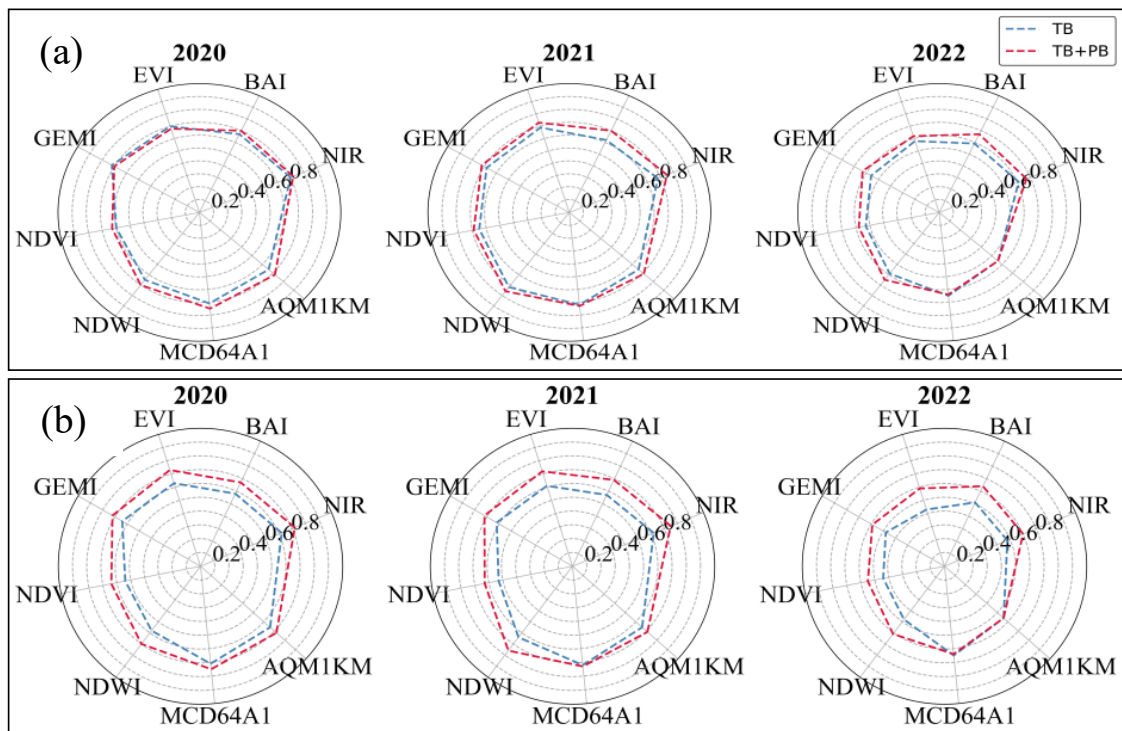 (a)
2020
2021
2022
TB
TB+PB
EVI
BAI
GEMI
NIR
NDVI
NDWI
MCD64A1
AQM1KM
0.2
0.4
0.6
0.8
EVI
BAI
GEMI
NIR
NDVI
NDWI
MCD64A1
AQM1KM
0.2
0.4
0.6
0.8
EVI
BAI
GEMI
NIR
NDVI
NDWI
MCD64A1
AQM1KM
0.2
0.4
0.6
0.8
(b)
2020
2021
2022
EVI
BAI
GEMI
NIR
NDVI
NDWI
MCD64A1
AQM1KM
0.2
0.4
0.6
0.8
EVI
BAI
GEMI
NIR
NDVI
NDWI
MCD64A1
AQM1KM
0.2
0.4
0.6
0.8
EVI
BAI
GEMI
NIR
NDVI
NDWI
MCD64A1
AQM1KM
0.2
0.4
0.6
0.8